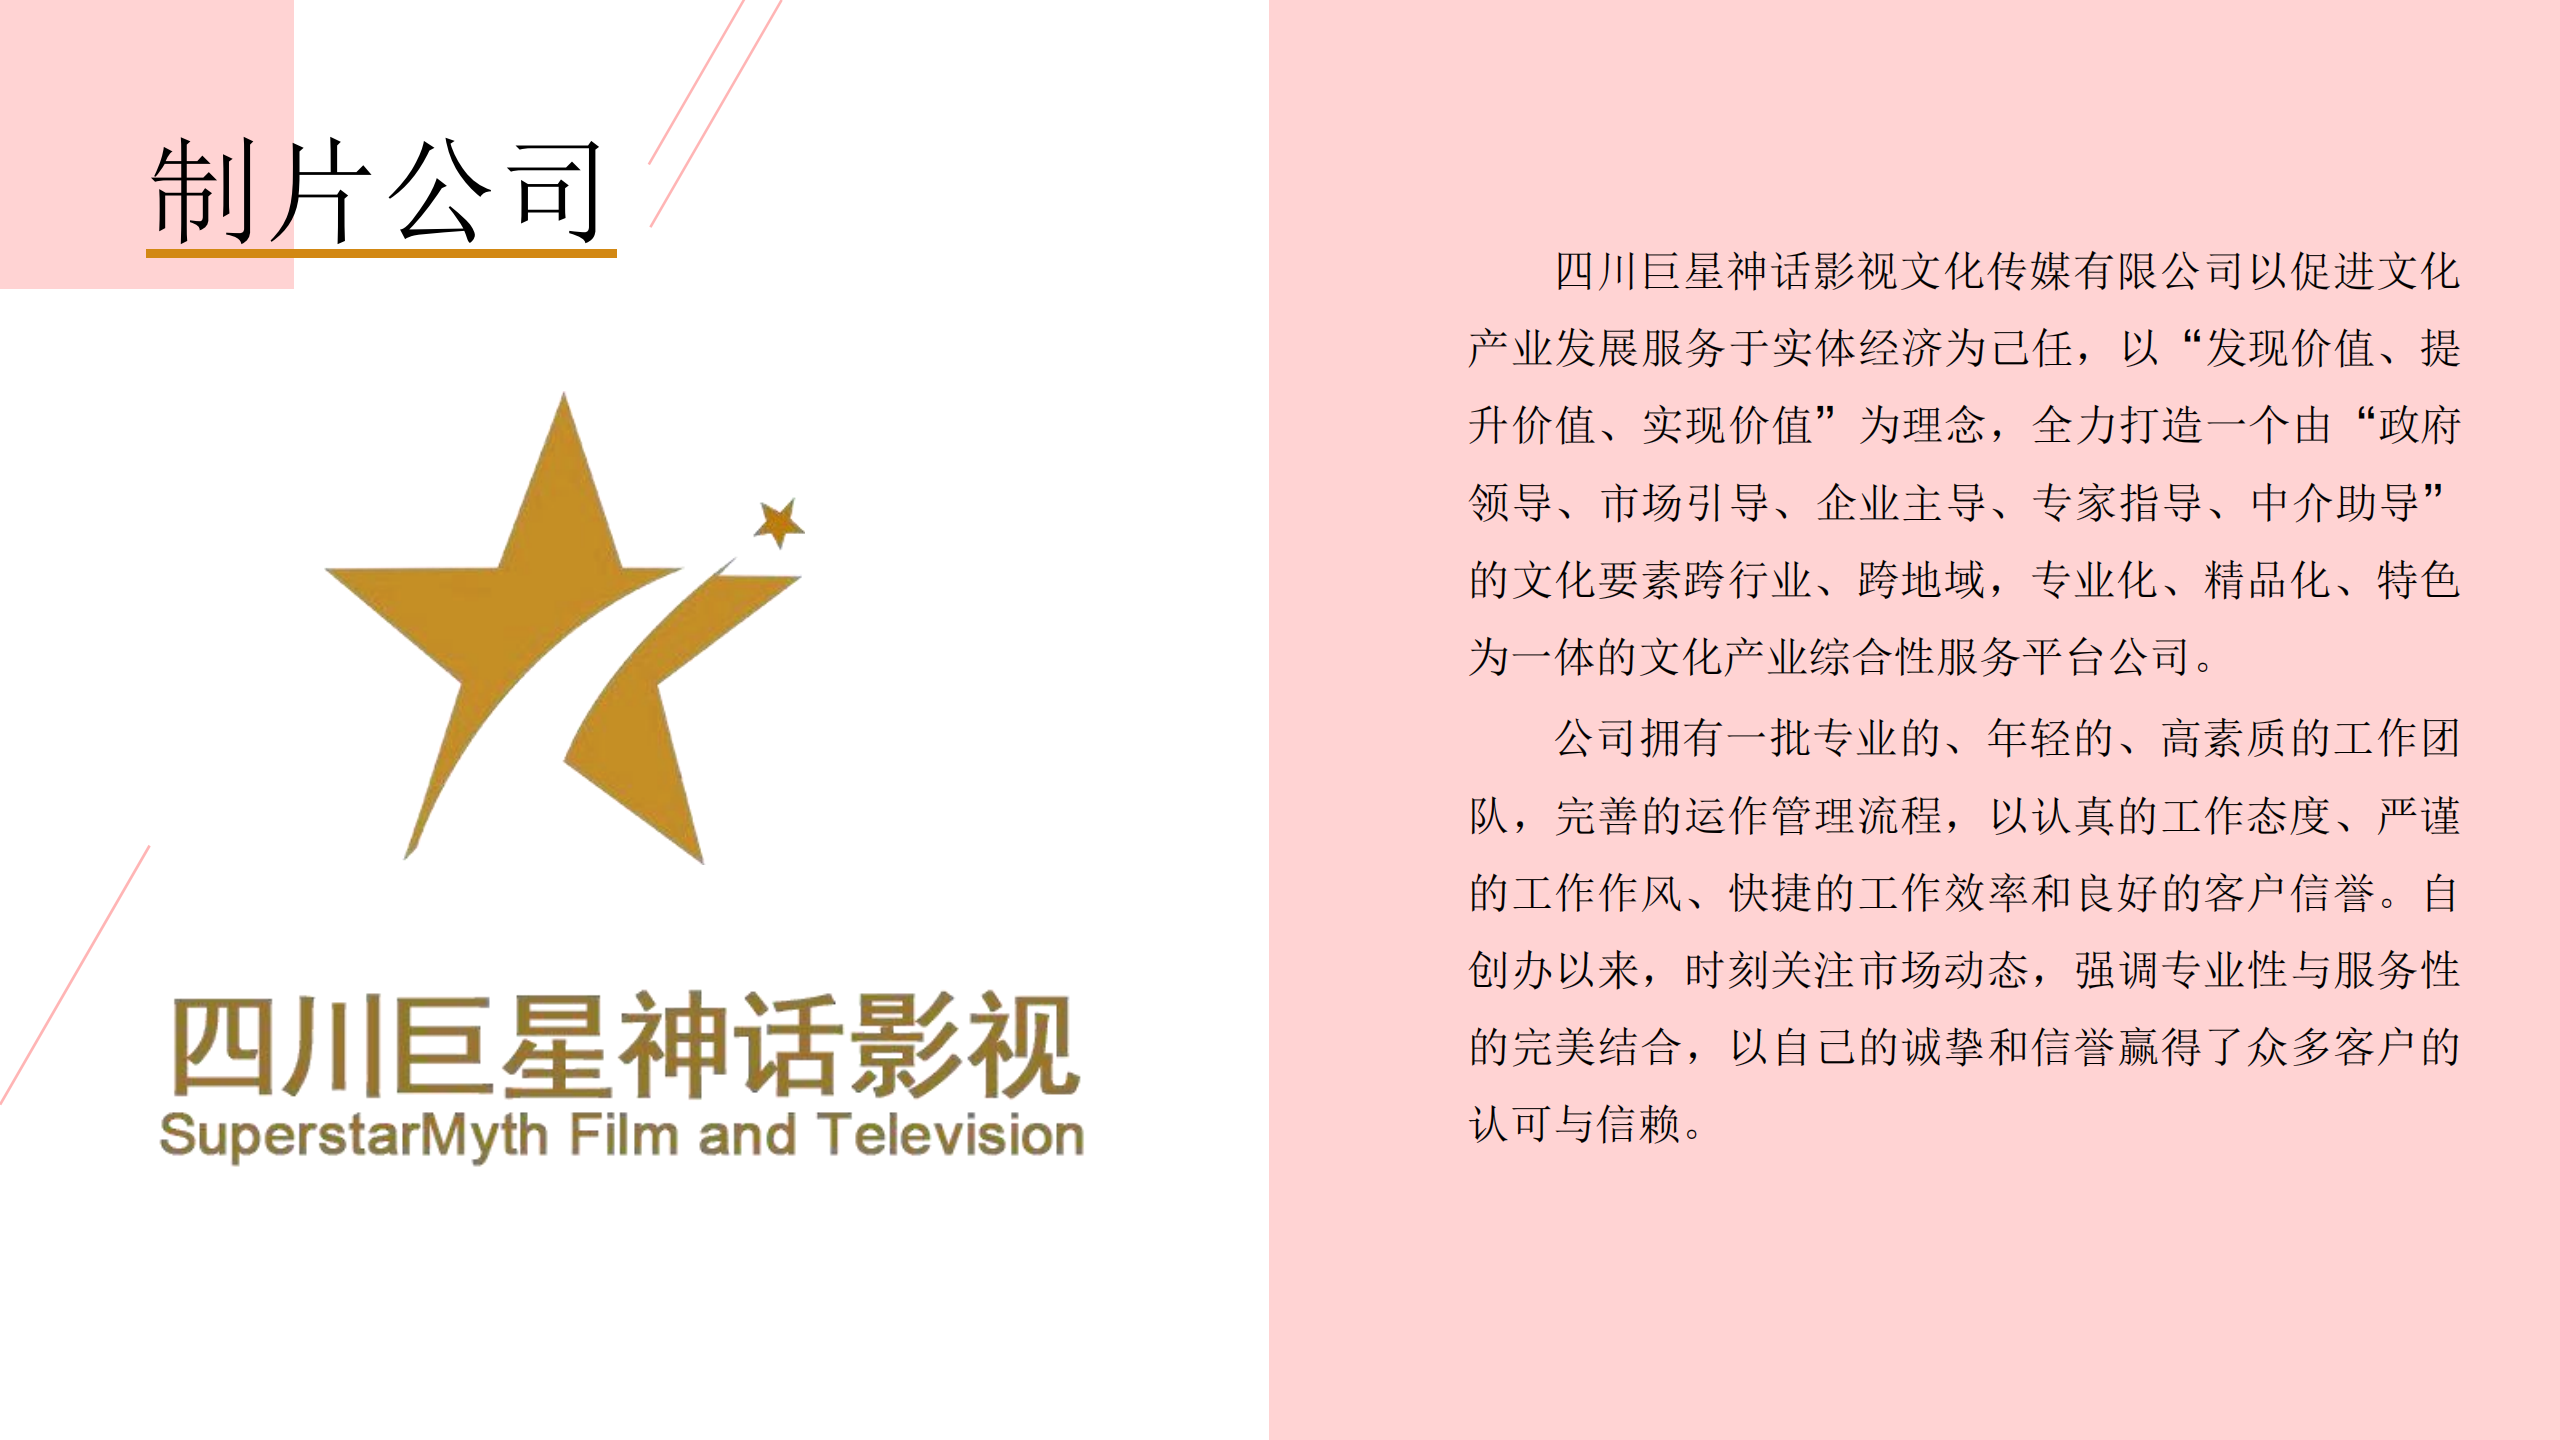 制片公司
四川巨星神话影视
SuperstarMyth Film and Television
四川巨星神话影视文化传媒有限公司以促进文化
产业发展服务于实体经济为己任，以“发现价值、提
升价值、实现价值”为理念，全力打造一个由“政府
领导、市场引导、企业主导、专家指导、中介助导”
的文化要素跨行业、跨地域，专业化、精品化、特色
为一体的文化产业综合性服务平台公司。
公司拥有一批专业的、年轻的、高素质的工作团
队，完善的运作管理流程，以认真的工作态度、严谨
的工作作风、快捷的工作效率和良好的客户信誉。自
创办以来，时刻关注市场动态，强调专业性与服务性
的完美结合，以自己的诚挚和信誉赢得了众多客户的
认可与信赖。